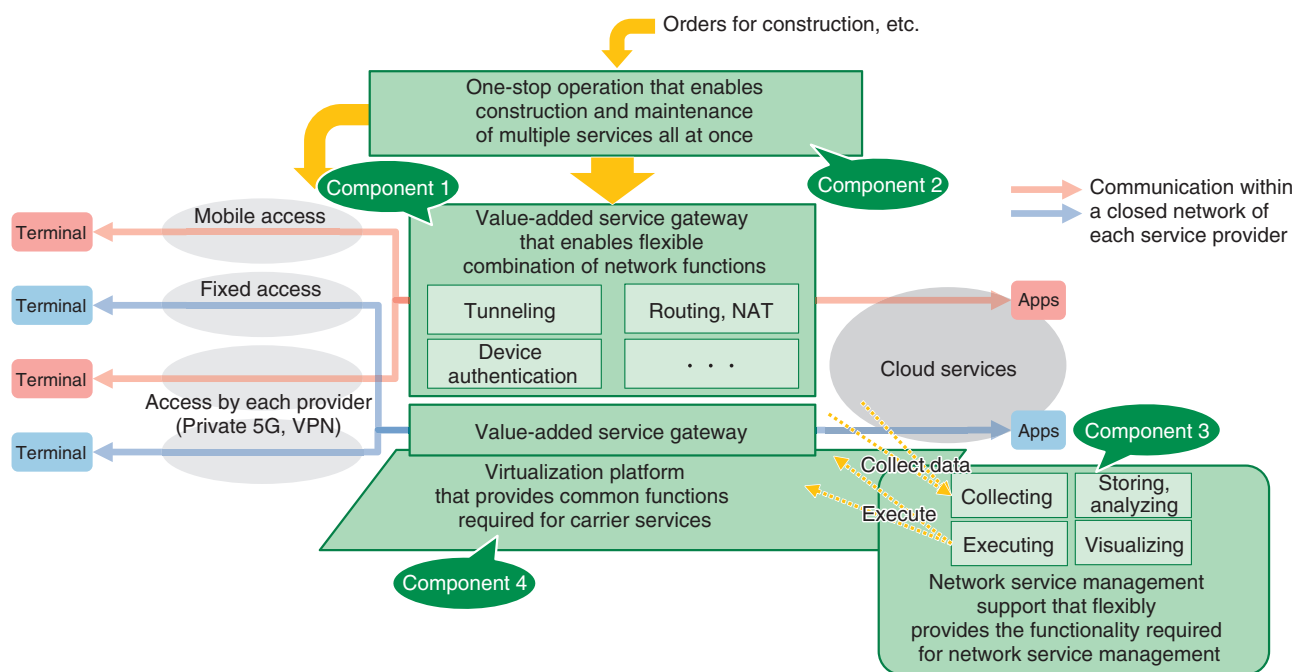 Orders for construction, etc.
One-stop operation that enables
construction and maintenance
of multiple services all at once
Component 1
Component 2
Communication within
a closed network of
each service provider
Terminal
Mobile access
Value-added service gateway
that enables flexible
combination of network functions
Terminal
Fixed access
Tunneling
Routing, NAT
Apps
Device
authentication
· · ·
Cloud services
Terminal
Access by each provider
(Private 5G, VPN)
Terminal
Value-added service gateway
Apps
Component 3
Collect data
Virtualization platform
that provides common functions
required for carrier services
Execute
Collecting
Storing,
analyzing
Executing
Visualizing
Component 4
Network service management
support that flexibly
provides the functionality required
for network service management